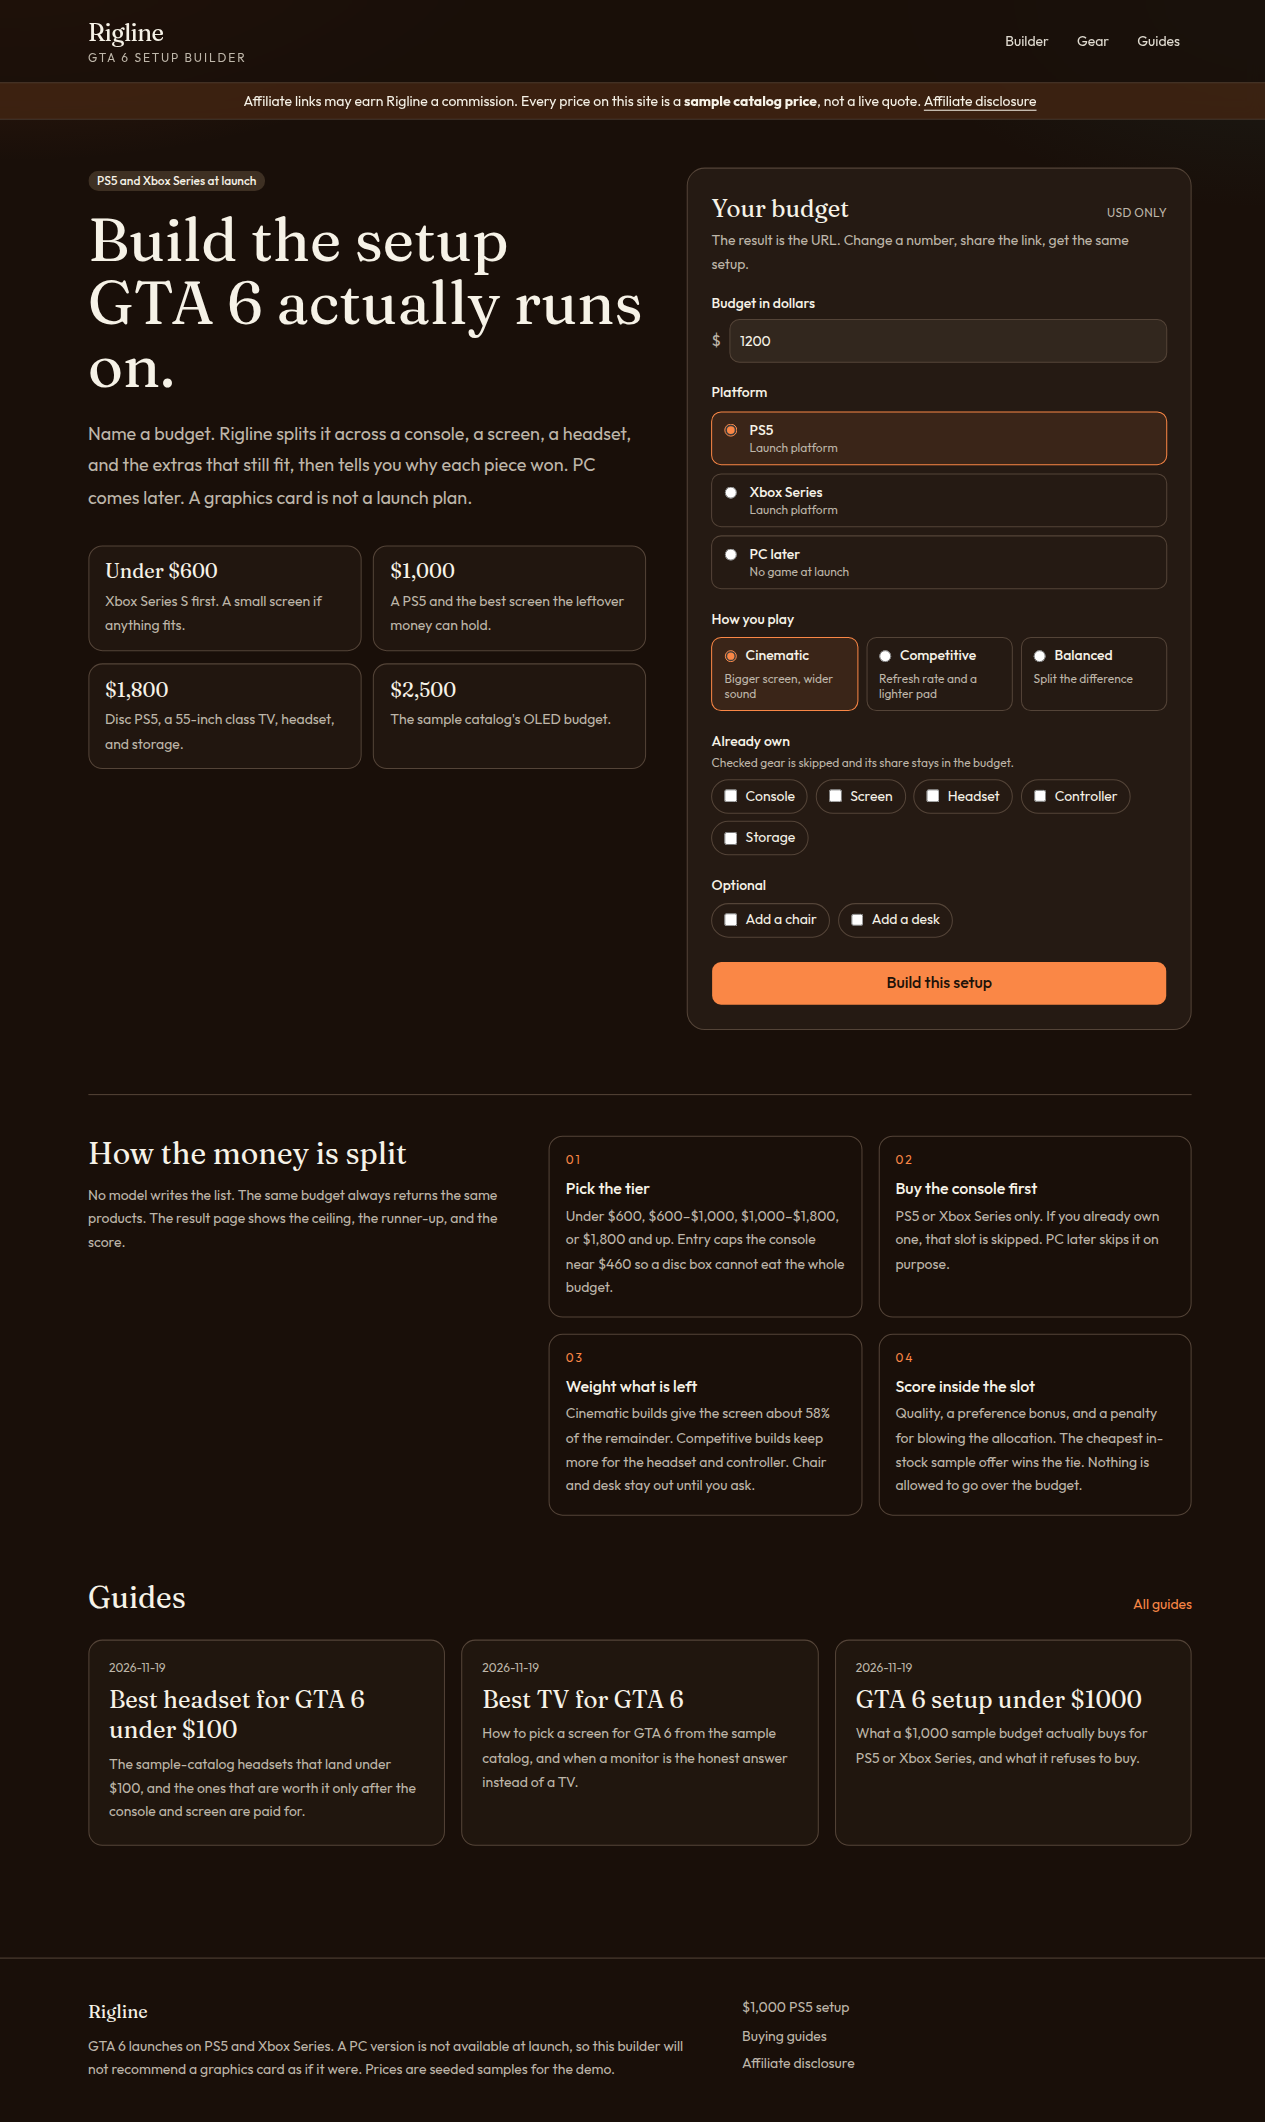 Rigline
GTA 6 SETUP BUILDER
Builder
Gear
Guides
Affiliate links may earn Rigline a commission. Every price on this site is a sample catalog price, not a live quote. Affiliate disclosure
PS5 and Xbox Series at launch
Build the setup
GTA 6 actually runs
on.
Name a budget. Rigline splits it across a console, a screen, a headset,
and the extras that still fit, then tells you why each piece won. PC
comes later. A graphics card is not a launch plan.
Under $600
Xbox Series S first. A small screen if
anything fits.
$1,000
A PS5 and the best screen the leftover
money can hold.
$1,800
Disc PS5, a 55-inch class TV, headset,
and storage.
$2,500
The sample catalog's OLED budget.
Your budget
USD ONLY
The result is the URL. Change a number, share the link, get the same
setup.
Budget in dollars
$ 1200
Platform
PS5
Launch platform
Xbox Series
Launch platform
PC later
No game at launch
How you play
Cinematic
Bigger screen, wider
sound
Competitive
Refresh rate and a
lighter pad
Balanced
Split the difference
Already own
Checked gear is skipped and its share stays in the budget.
Console
Screen
Headset
Controller
Storage
Optional
Add a chair
Add a desk
Build this setup
How the money is split
No model writes the list. The same budget always returns the same
products. The result page shows the ceiling, the runner-up, and the
score.
01
Pick the tier
Under $600, $600–$1,000, $1,000–$1,800,
or $1,800 and up. Entry caps the console
near $460 so a disc box cannot eat the whole
budget.
02
Buy the console first
PS5 or Xbox Series only. If you already own
one, that slot is skipped. PC later skips it on
purpose.
03
Weight what is left
Cinematic builds give the screen about 58%
of the remainder. Competitive builds keep
more for the headset and controller. Chair
and desk stay out until you ask.
04
Score inside the slot
Quality, a preference bonus, and a penalty
for blowing the allocation. The cheapest in-
stock sample offer wins the tie. Nothing is
allowed to go over the budget.
Guides
All guides
2026-11-19
Best headset for GTA 6
under $100
The sample-catalog headsets that land under
$100, and the ones that are worth it only after the
console and screen are paid for.
2026-11-19
Best TV for GTA 6
How to pick a screen for GTA 6 from the sample
catalog, and when a monitor is the honest answer
instead of a TV.
2026-11-19
GTA 6 setup under $1000
What a $1,000 sample budget actually buys for
PS5 or Xbox Series, and what it refuses to buy.
Rigline
GTA 6 launches on PS5 and Xbox Series. A PC version is not available at launch, so this builder will
not recommend a graphics card as if it were. Prices are seeded samples for the demo.
$1,000 PS5 setup
Buying guides
Affiliate disclosure